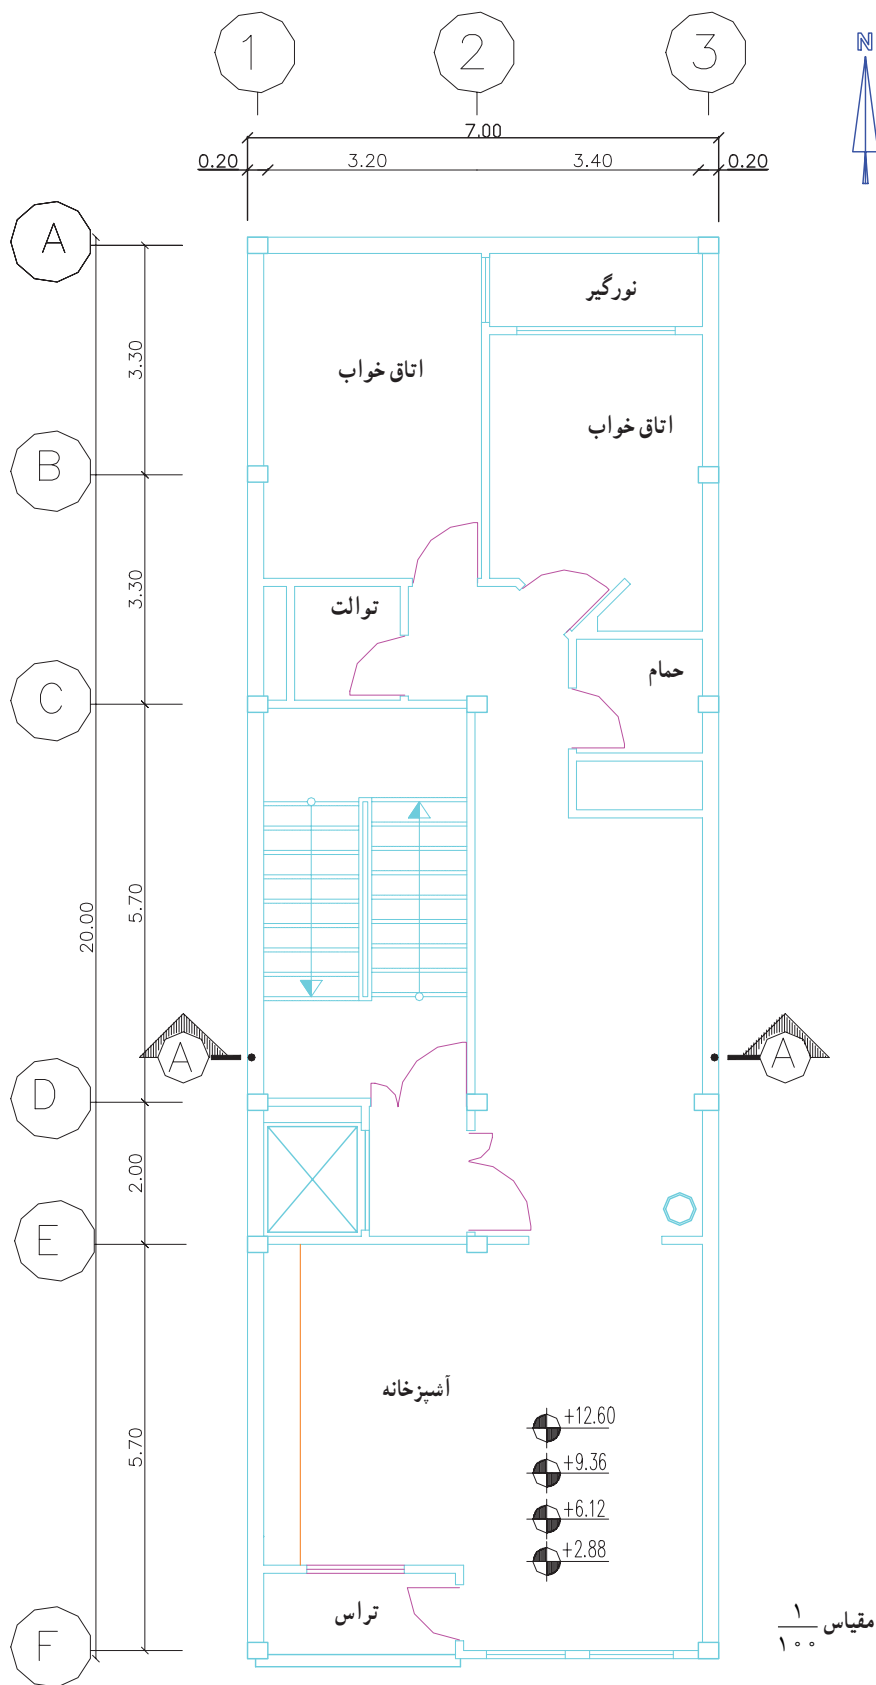 1
2
3
N
7.00
0.20
3.20
3.40
0.20
A
نورگیر
3.30
اتاق خواب
اتاق خواب
B
3.30
توالت
حمام
C
5.70
20.00
A
A
D
2.00
E
آشپزخانه
+12.60
5.70
+9.36
+6.12
+2.88
تراس
مقیاس ۱/۱۰۰
F